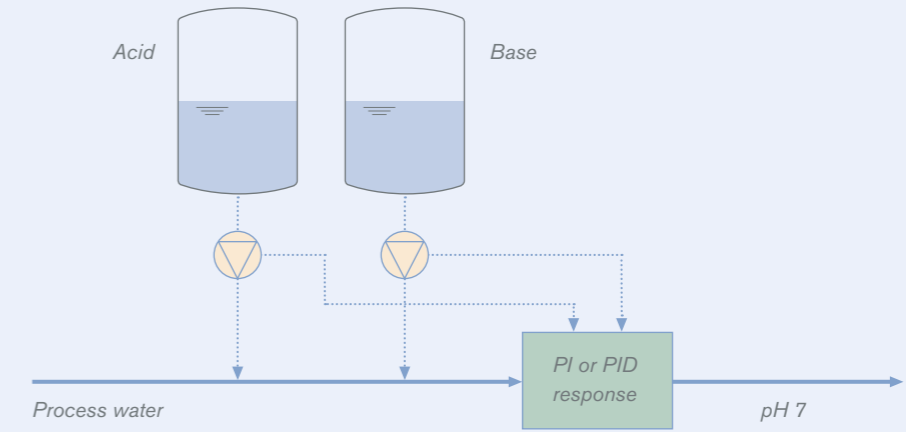 Acid
Base
PI or PID
response
Process water
pH 7